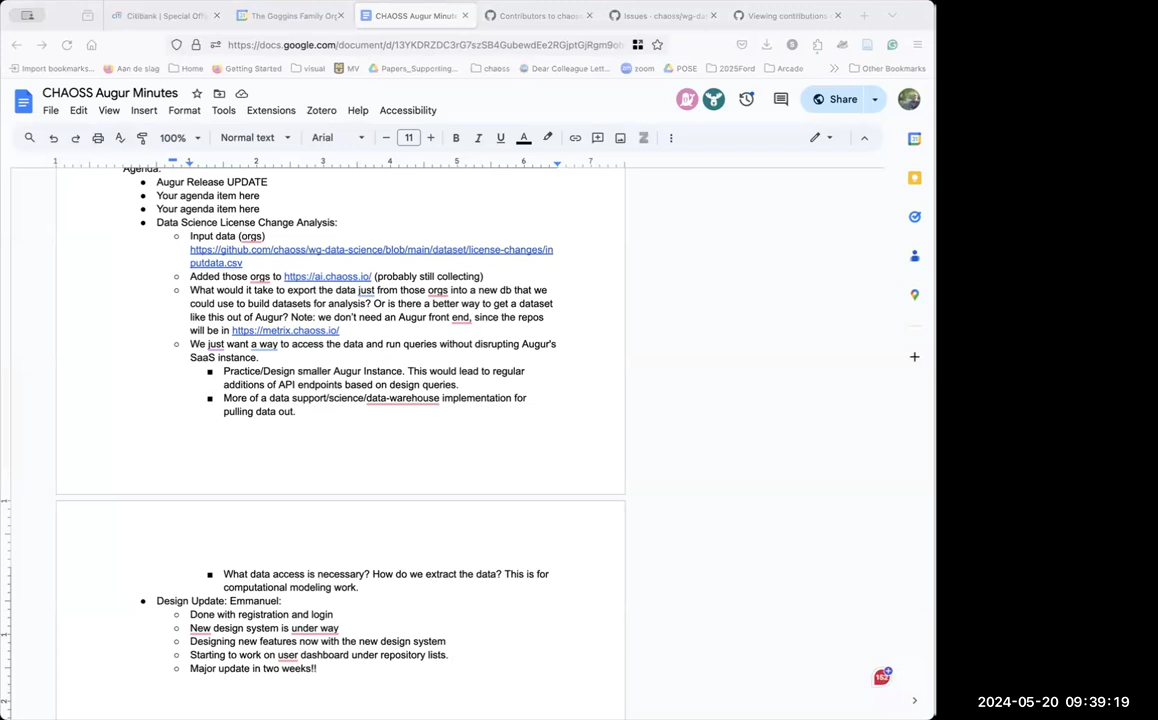 Citibank | Special Off
The Goggins Family Org
CHAOSS Augur Minute
Contributors to chaos
Issues · chaoss/wg-da
Viewing contributions
https://docs.google.com/document/d/13YKDRZDC3rG7szSB4GubewdEe2RGjptGjRgm9oh
Import bookmarks...
Aan de slag
Home
Getting Started
visual
MV
Papers_Supporting...
chaoss
Dear Colleague Lett...
zoom
POSE
2025Ford
Arcade
Other Bookmarks
CHAOSS Augur Minutes
File Edit View Insert Format Tools Extensions Zotero Help Accessibility
Share
100% Normal text Arial 11 B I U A
1 1 2 3 4 5 6 7
Agenda:
● Augur Release UPDATE
● Your agenda item here
● Your agenda item here
● Data Science License Change Analysis:
○ Input data (orgs)
https://github.com/chaoss/wg-data-science/blob/main/dataset/license-changes/in
putdata.csv
○ Added those orgs to https://ai.chaoss.io/ (probably still collecting)
○ What would it take to export the data just from those orgs into a new db that we
could use to build datasets for analysis? Or is there a better way to get a dataset
like this out of Augur? Note: we don't need an Augur front end, since the repos
will be in https://metrix.chaoss.io/
○ We just want a way to access the data and run queries without disrupting Augur's
SaaS instance.
■ Practice/Design smaller Augur Instance. This would lead to regular
additions of API endpoints based on design queries.
■ More of a data support/science/data-warehouse implementation for
pulling data out.
■ What data access is necessary? How do we extract the data? This is for
computational modeling work.
● Design Update: Emmanuel:
○ Done with registration and login
○ New design system is under way
○ Designing new features now with the new design system
○ Starting to work on user dashboard under repository lists.
○ Major update in two weeks!!
2024-05-20 09:39:19